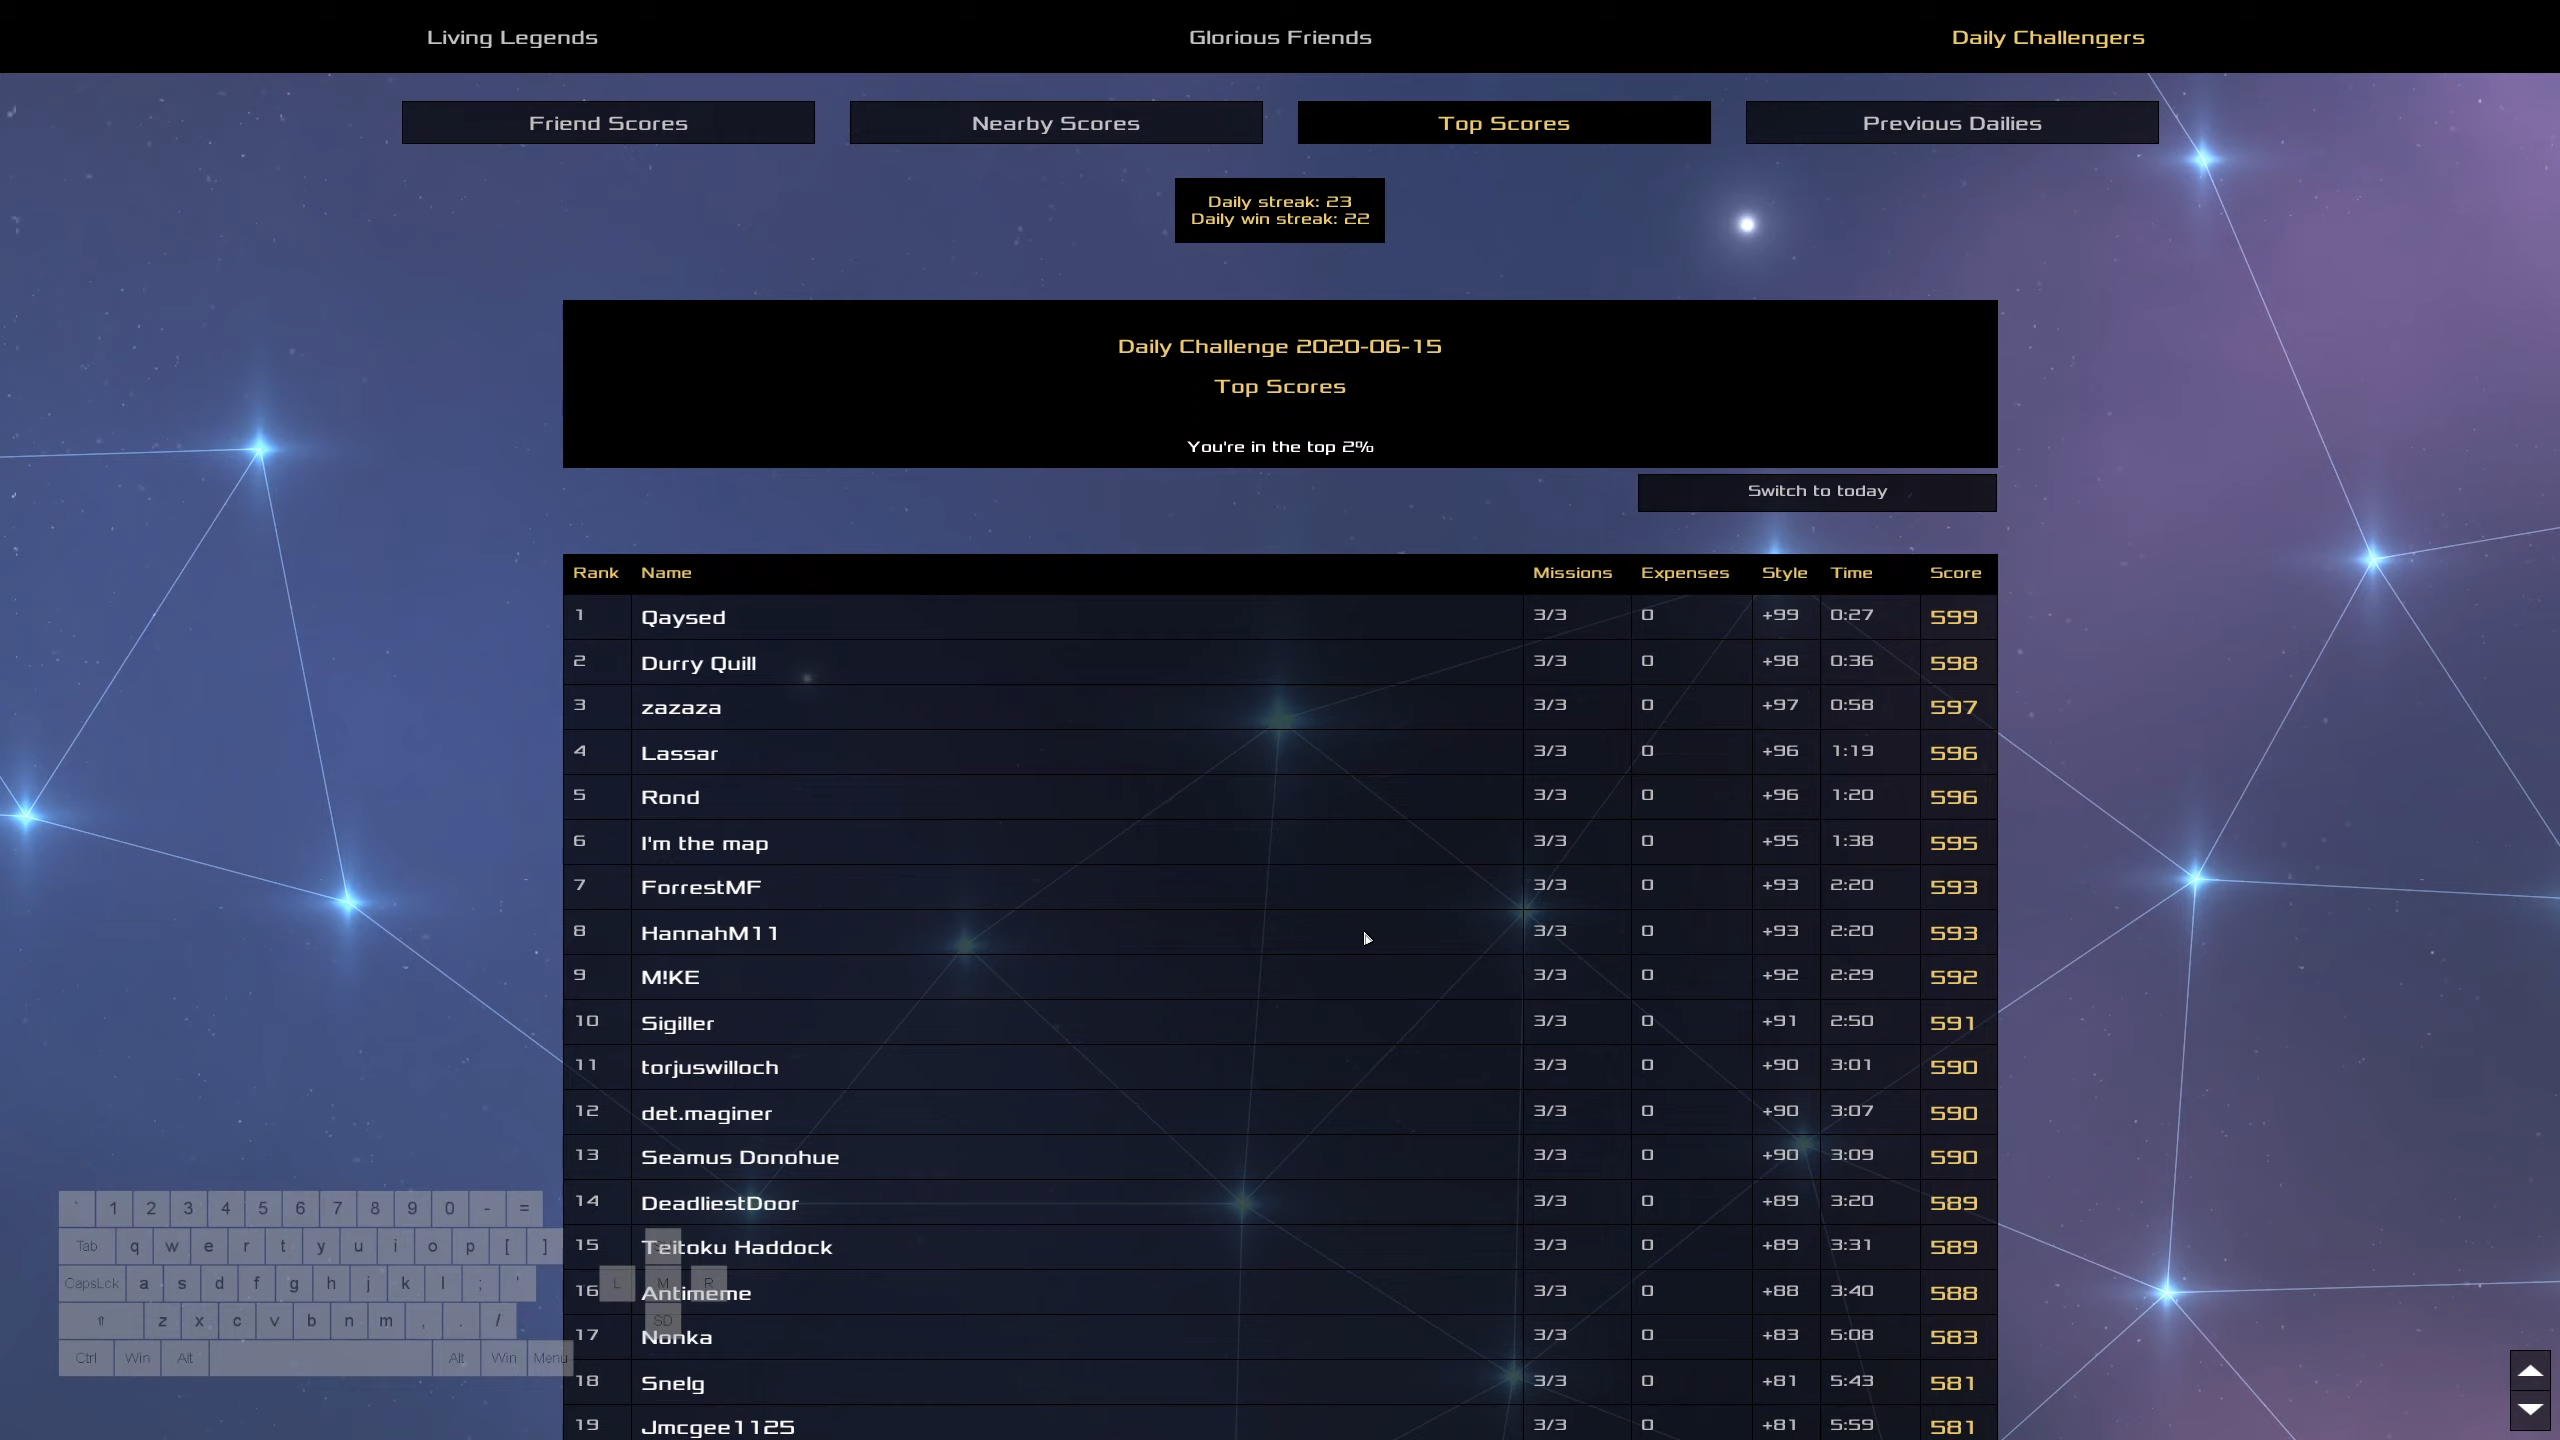 Living Legends Glorious Friends Daily Challengers
Friend Scores Nearby Scores Top Scores Previous Dailies
Daily streak: 23
Daily win streak: 22
Daily Challenge 2020-06-15
Top Scores
You're in the top 2%
Switch to today
Rank Name Missions Expenses Style Time Score
1 Qaysed 3/3 0 +99 0:27 599
2 Durry Quill 3/3 0 +98 0:36 598
3 zazaza 3/3 0 +97 0:58 597
4 Lassar 3/3 0 +96 1:19 596
5 Rond 3/3 0 +96 1:20 596
6 I'm the map 3/3 0 +95 1:38 595
7 ForrestMF 3/3 0 +93 2:20 593
8 HannahM11 3/3 0 +93 2:20 593
9 M!KE 3/3 0 +92 2:29 592
10 Sigiller 3/3 0 +91 2:50 591
11 torjuswilloch 3/3 0 +90 3:01 590
12 det.maginer 3/3 0 +90 3:07 590
13 Seamus Donohue 3/3 0 +90 3:09 590
14 DeadliestDoor 3/3 0 +89 3:20 589
15 Teitoku Haddock 3/3 0 +89 3:31 589
16 Antimeme 3/3 0 +88 3:40 588
17 Nonka 3/3 0 +83 5:08 583
18 Snelg 3/3 0 +81 5:43 581
19 Jmcgee1125 3/3 0 +81 5:59 581
` 1 2 3 4 5 6 7 8 9 0 - =
Tab q w e r t y u i o p [ ]
CapsLck a s d f g h j k l ; ' L M R
⇑ z x c v b n m , . / SD
Ctrl Win Alt Alt Win Menu